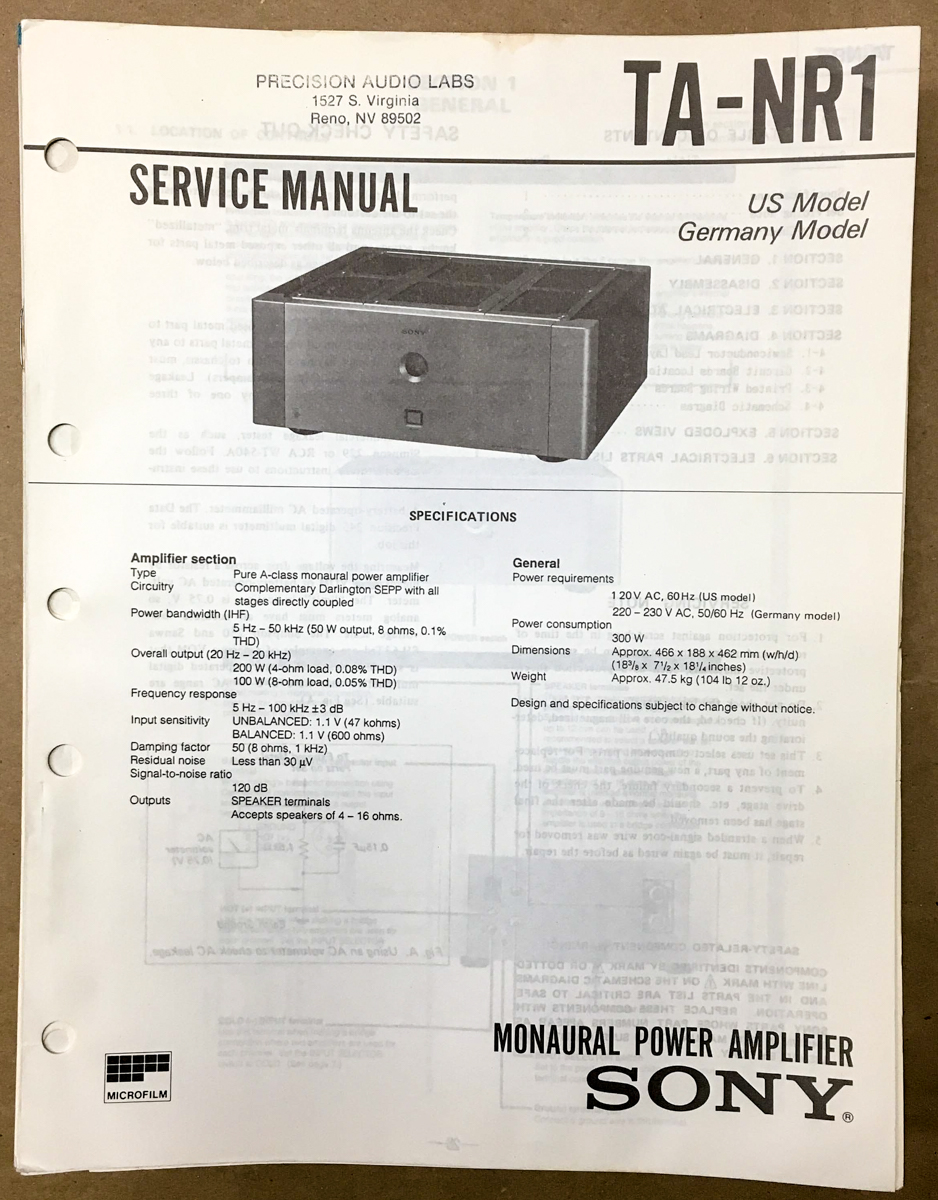 PRECISION AUDIO LABS
1527 S. Virginia
Reno, NV 89502
TA-NR1
SERVICE MANUAL
US Model
Germany Model
SONY
SPECIFICATIONS
Amplifier section
Type Pure A-class monaural power amplifier
Circuitry Complementary Darlington SEPP with all
stages directly coupled
Power bandwidth (IHF)
5 Hz – 50 kHz (50 W output, 8 ohms, 0.1%
THD)
Overall output (20 Hz – 20 kHz)
200 W (4-ohm load, 0.08% THD)
100 W (8-ohm load, 0.05% THD)
Frequency response
5 Hz – 100 kHz ±3 dB
Input sensitivity UNBALANCED: 1.1 V (47 kohms)
BALANCED: 1.1 V (600 ohms)
Damping factor 50 (8 ohms, 1 kHz)
Residual noise Less than 30 µV
Signal-to-noise ratio
120 dB
Outputs SPEAKER terminals
Accepts speakers of 4 – 16 ohms.
General
Power requirements
120V AC, 60Hz (US model)
220 – 230 V AC, 50/60 Hz (Germany model)
Power consumption
300 W
Dimensions Approx. 466 x 188 x 462 mm (w/h/d)
(18³/₈ x 7¹/₂ x 18¹/₄ inches)
Weight Approx. 47.5 kg (104 lb 12 oz.)
Design and specifications subject to change without notice.
MICROFILM
MONAURAL POWER AMPLIFIER
SONY®